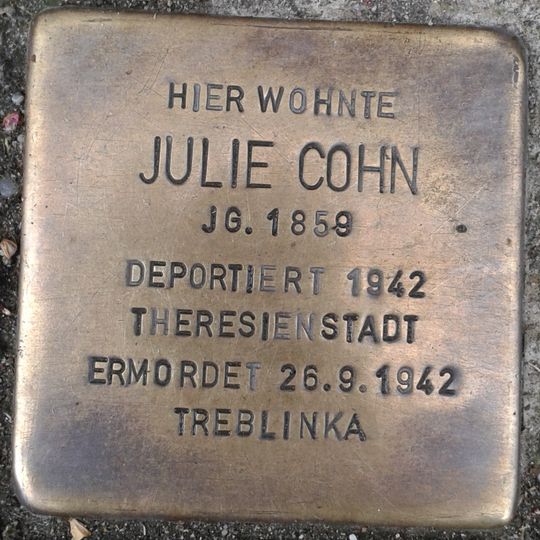 HIER WOHNTE
JULIE COHN
JG. 1859
DEPORTIERT 1942
THERESIENSTADT
ERMORDET 26.9.1942
TREBLINKA